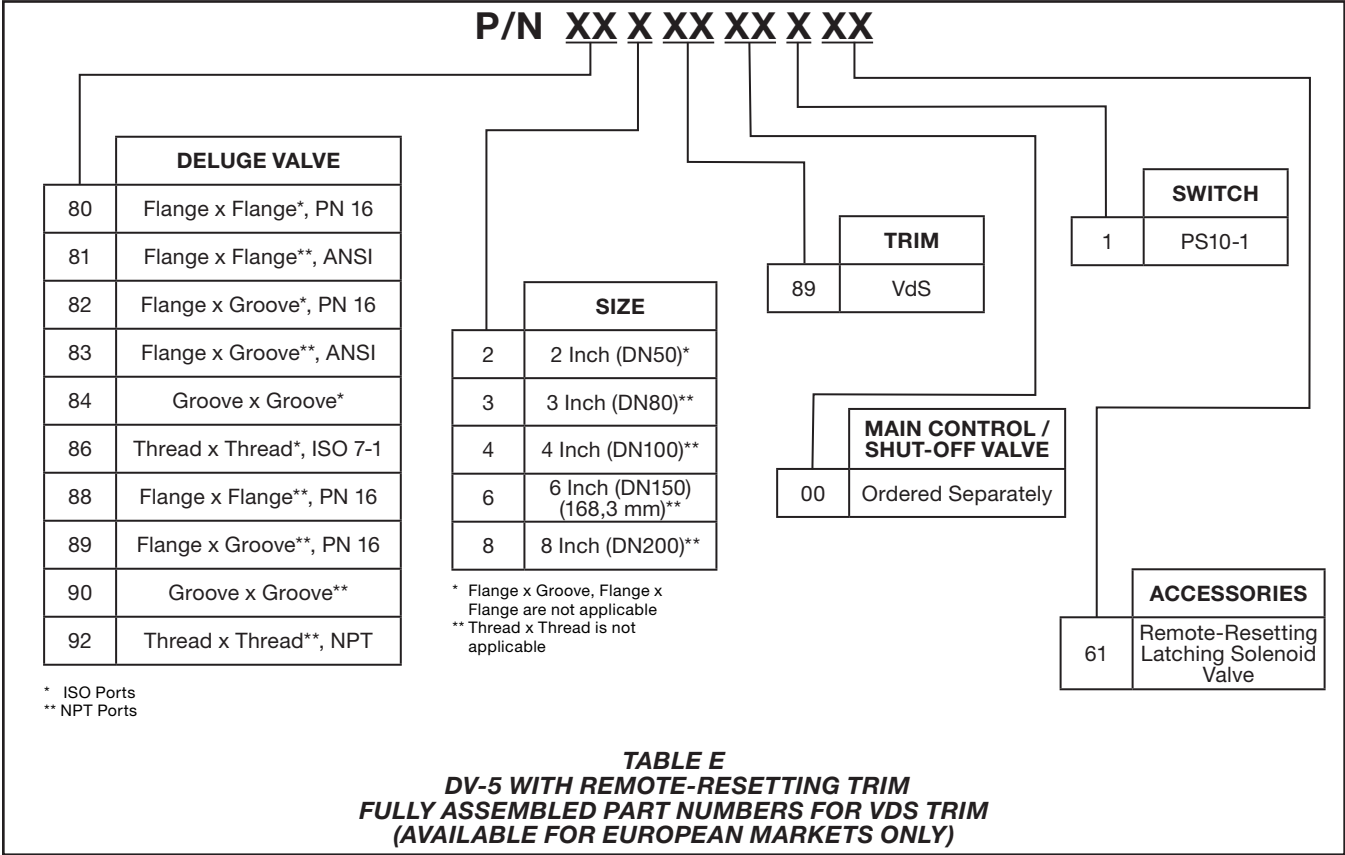 P/N XX X XX XX X XX
DELUGE VALVE
80 Flange x Flange*, PN 16
81 Flange x Flange**, ANSI
82 Flange x Groove*, PN 16
83 Flange x Groove**, ANSI
84 Groove x Groove*
86 Thread x Thread*, ISO 7-1
88 Flange x Flange**, PN 16
89 Flange x Groove**, PN 16
90 Groove x Groove**
92 Thread x Thread**, NPT
* ISO Ports
** NPT Ports
SIZE
2 2 Inch (DN50)*
3 3 Inch (DN80)**
4 4 Inch (DN100)**
6 6 Inch (DN150)
(168,3 mm)**
8 8 Inch (DN200)**
* Flange x Groove, Flange x
Flange are not applicable
** Thread x Thread is not
applicable
TRIM
89 VdS
MAIN CONTROL /
SHUT-OFF VALVE
00 Ordered Separately
SWITCH
1 PS10-1
ACCESSORIES
61 Remote-Resetting
Latching Solenoid
Valve
TABLE E
DV-5 WITH REMOTE-RESETTING TRIM
FULLY ASSEMBLED PART NUMBERS FOR VDS TRIM
(AVAILABLE FOR EUROPEAN MARKETS ONLY)